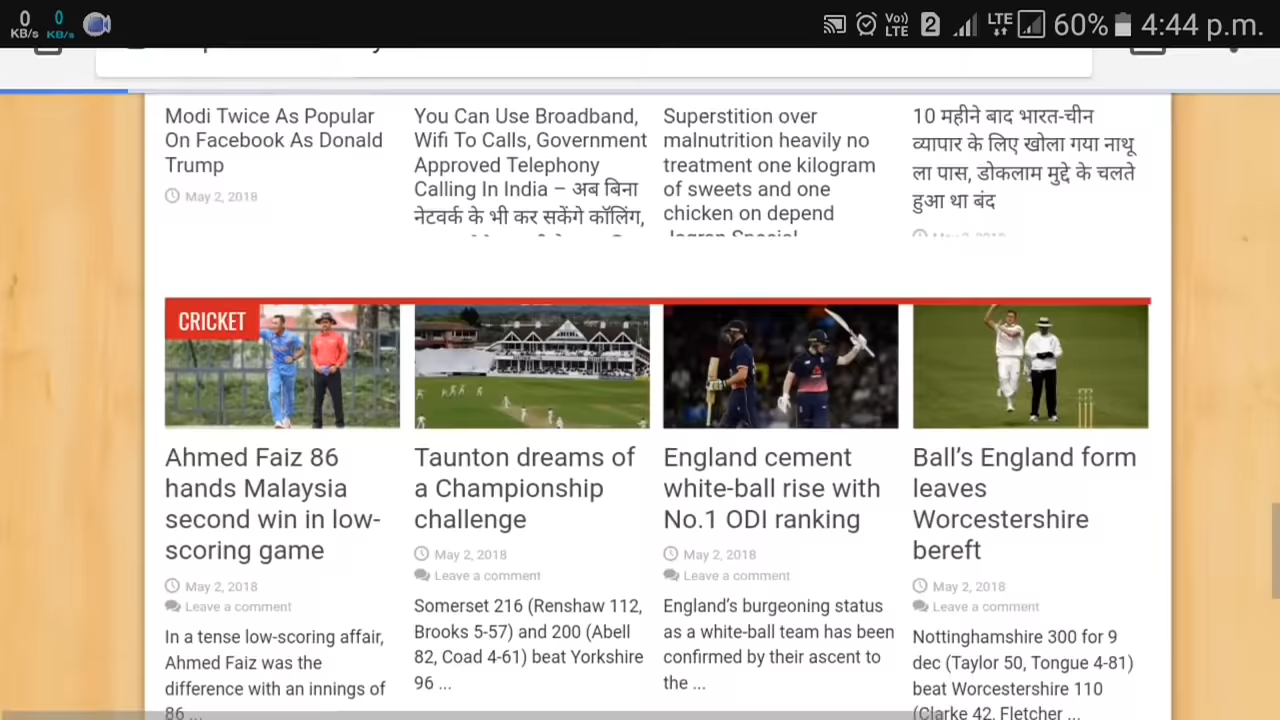 0 KB/s 0 KB/s Vo) LTE 2 LTE 60% 4:44 p.m.
Modi Twice As Popular
On Facebook As Donald
Trump
May 2, 2018
You Can Use Broadband,
Wifi To Calls, Government
Approved Telephony
Calling In India – अब बिना
नेटवर्क के भी कर सकेंगे कॉलिंग,
Superstition over
malnutrition heavily no
treatment one kilogram
of sweets and one
chicken on depend
Jagran Special
10 महीने बाद भारत-चीन
व्यापार के लिए खोला गया नाथू
ला पास, डोकलाम मुद्दे के चलते
हुआ था बंद
May 2, 2018
CRICKET
Ahmed Faiz 86
hands Malaysia
second win in low-
scoring game
May 2, 2018
Leave a comment
In a tense low-scoring affair,
Ahmed Faiz was the
difference with an innings of
86 ...
Taunton dreams of
a Championship
challenge
May 2, 2018
Leave a comment
Somerset 216 (Renshaw 112,
Brooks 5-57) and 200 (Abell
82, Coad 4-61) beat Yorkshire
96 ...
England cement
white-ball rise with
No.1 ODI ranking
May 2, 2018
Leave a comment
England's burgeoning status
as a white-ball team has been
confirmed by their ascent to
the ...
Ball's England form
leaves
Worcestershire
bereft
May 2, 2018
Leave a comment
Nottinghamshire 300 for 9
dec (Taylor 50, Tongue 4-81)
beat Worcestershire 110
(Clarke 42, Fletcher ...